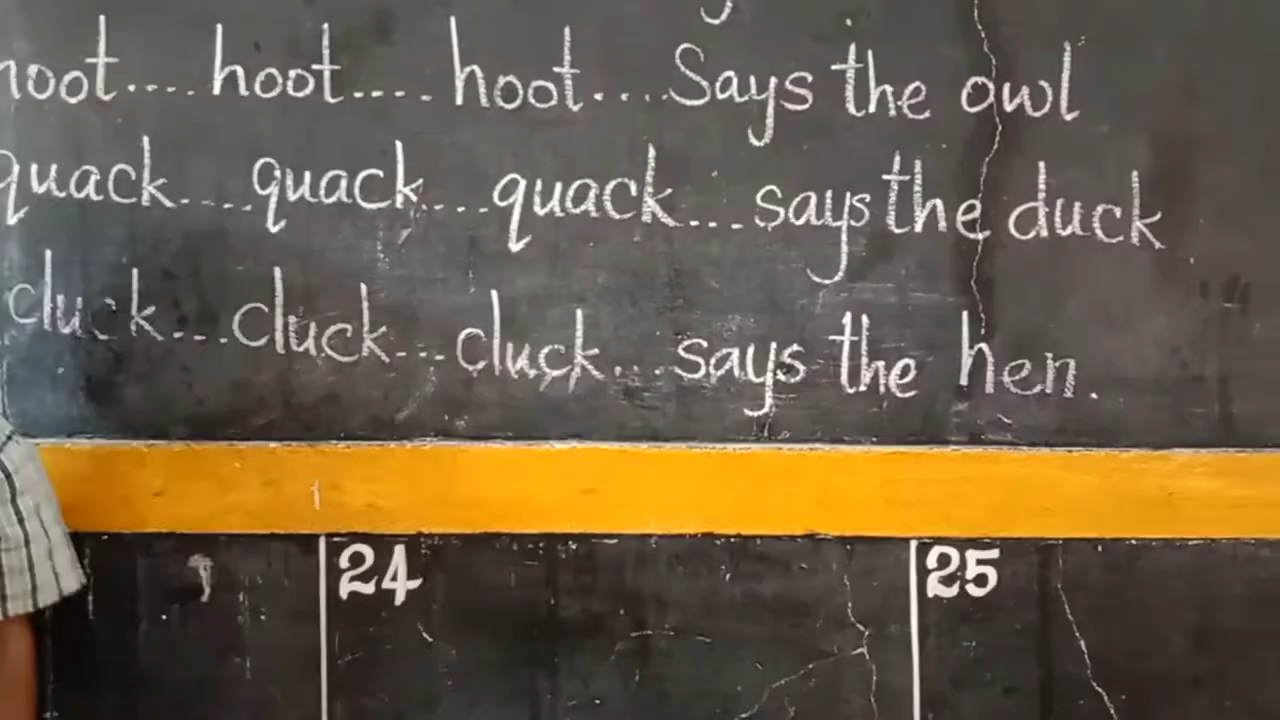 hoot.... hoot..... hoot.... Says the owl
quack.....quack.....quack... says the duck
cluck...cluck...cluck...says the hen.
24 25